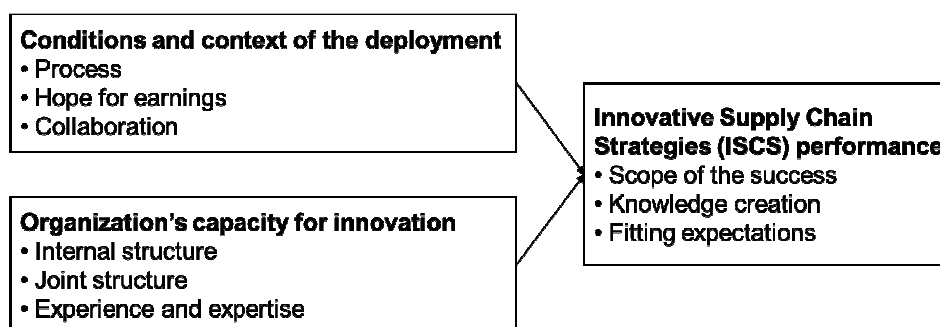 Conditions and context of the deployment
• Process
• Hope for earnings
• Collaboration
Organization's capacity for innovation
• Internal structure
• Joint structure
• Experience and expertise
Innovative Supply Chain
Strategies (ISCS) performance
• Scope of the success
• Knowledge creation
• Fitting expectations